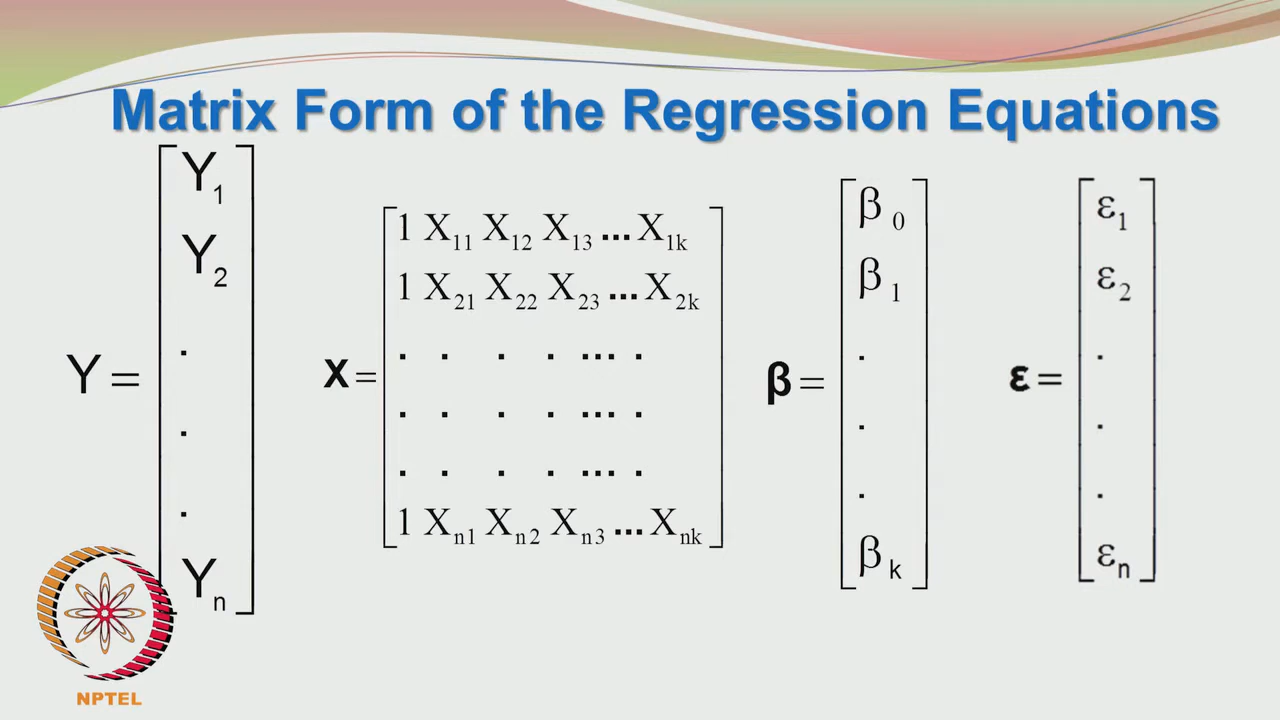 Matrix Form of the Regression Equations
Y = [ Y₁ Y₂ . . . Yₙ ]
X = [ 1 X₁₁ X₁₂ X₁₃ ... X₁ₖ
1 X₂₁ X₂₂ X₂₃ ... X₂ₖ
. . . . ... .
. . . . ... .
. . . . ... .
1 Xₙ₁ Xₙ₂ Xₙ₃ ... Xₙₖ ]
β = [ β₀ β₁ . . . βₖ ]
ε = [ ε₁ ε₂ . . . εₙ ]
NPTEL